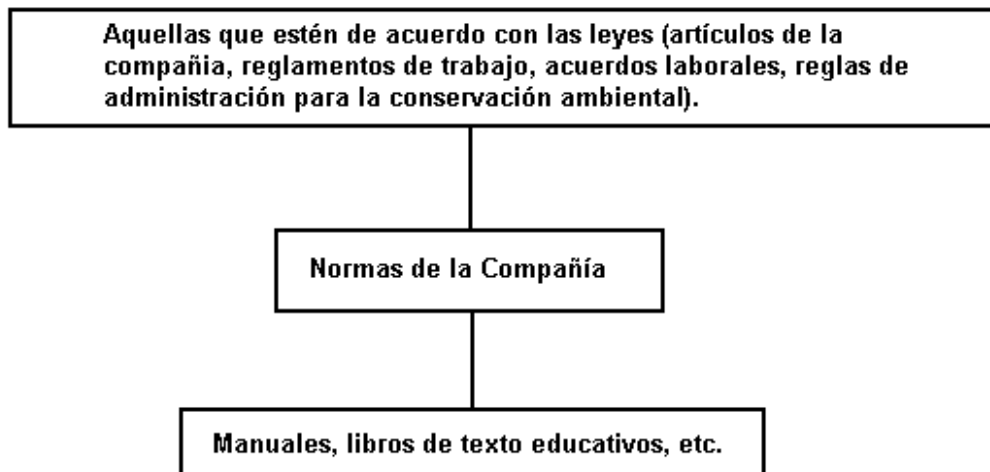 Aquellas que estén de acuerdo con las leyes (artículos de la
compañia, reglamentos de trabajo, acuerdos laborales, reglas de
administración para la conservación ambiental).
Normas de la Compañía
Manuales, libros de texto educativos, etc.